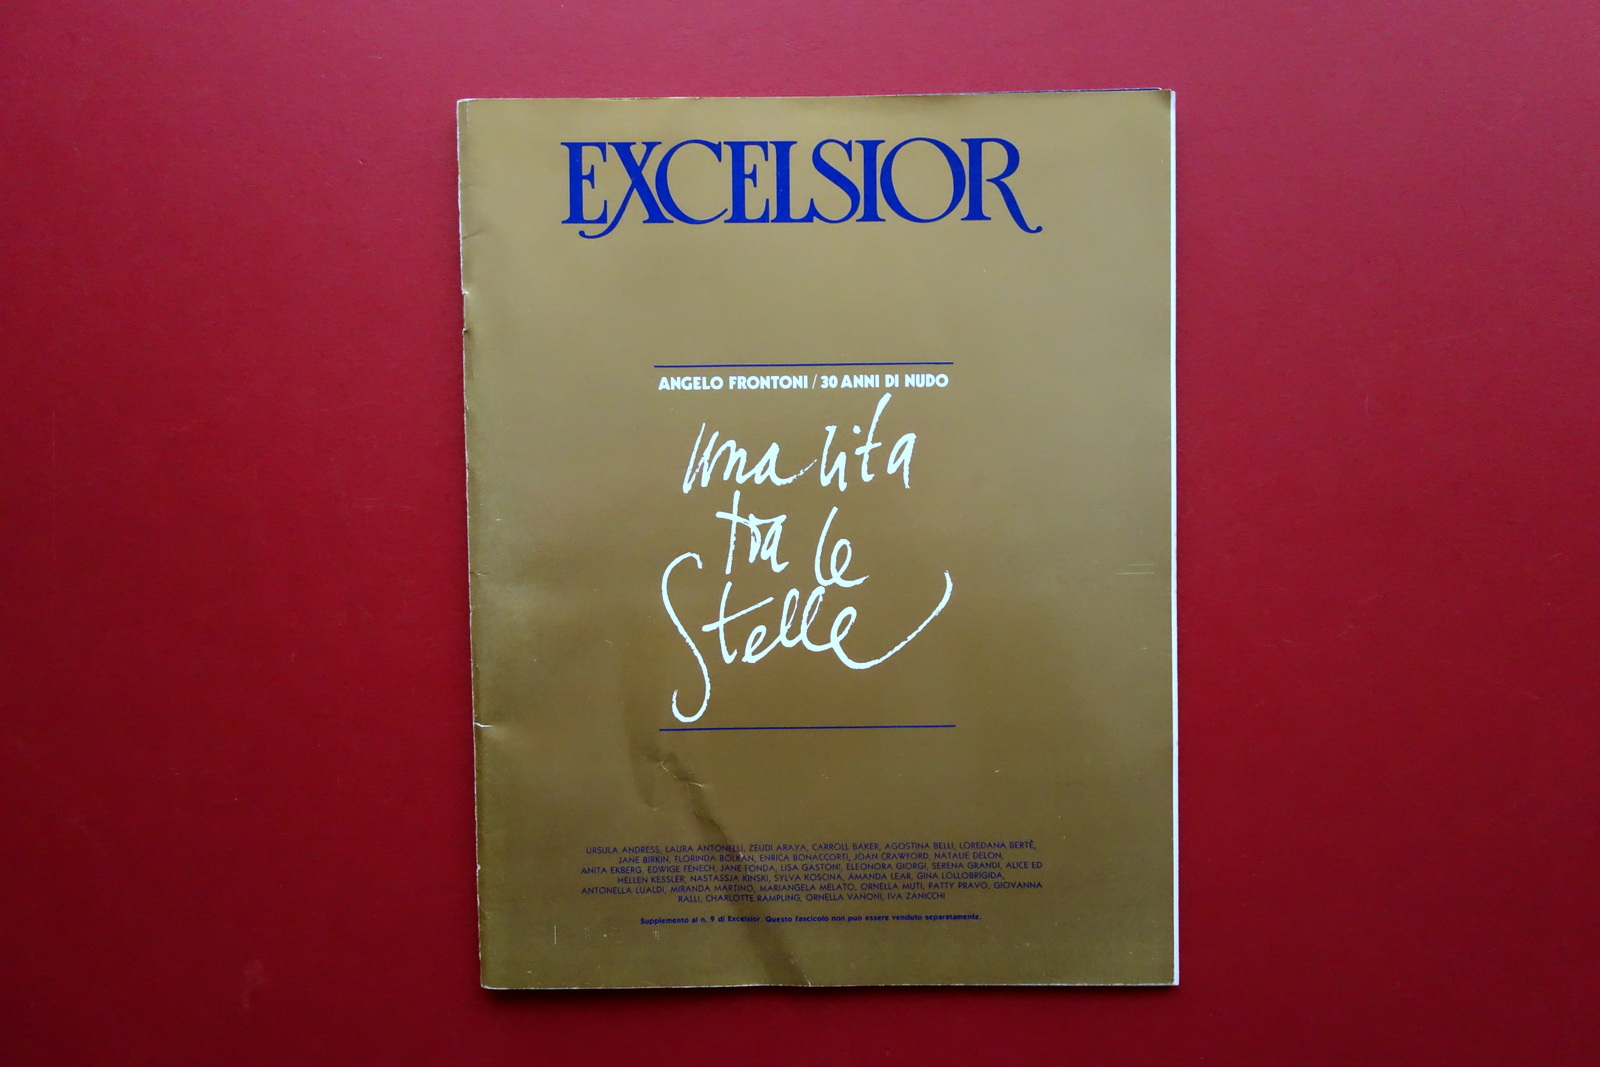 EXCELSIOR
ANGELO FRONTONI / 30 ANNI DI NUDO
una vita
tra le
Stelle
URSULA ANDRESS, LAURA ANTONELLI, ZEUDI ARAYA, CARROLL BAKER, AGOSTINA BELLI, LOREDANA BERTÈ,
JANE BIRKIN, FLORINDA BOLKAN, ENRICA BONACCORTI, JOAN CRAWFORD, NATALIE DELON,
ANITA EKBERG, EDWIGE FENECH, JANE FONDA, LISA GASTONI, ELEONORA GIORGI, SERENA GRANDI, ALICE ED
HELLEN KESSLER, NASTASSJA KINSKI, SYLVA KOSCINA, AMANDA LEAR, GINA LOLLOBRIGIDA,
ANTONELLA LUALDI, MIRANDA MARTINO, MARIANGELA MELATO, ORNELLA MUTI, PATTY PRAVO, GIOVANNA
RALLI, CHARLOTTE RAMPLING, ORNELLA VANONI, IVA ZANICCHI
Supplemento al n. 9 di Excelsior. Questo fascicolo non può essere venduto separatamente.